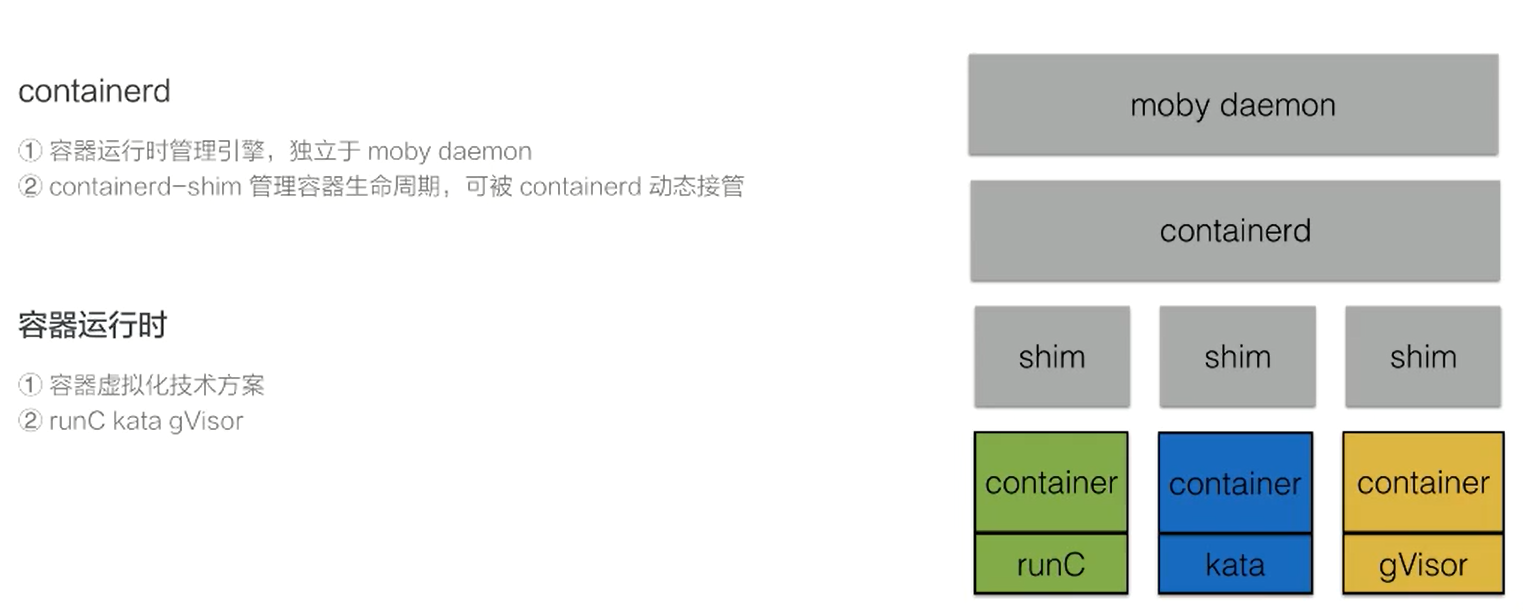 containerd
① 容器运行时管理引擎，独立于 moby daemon
② containerd-shim 管理容器生命周期，可被 containerd 动态接管
容器运行时
① 容器虚拟化技术方案
② runC kata gVisor
moby daemon
containerd
shim shim shim
container container container
runC kata gVisor